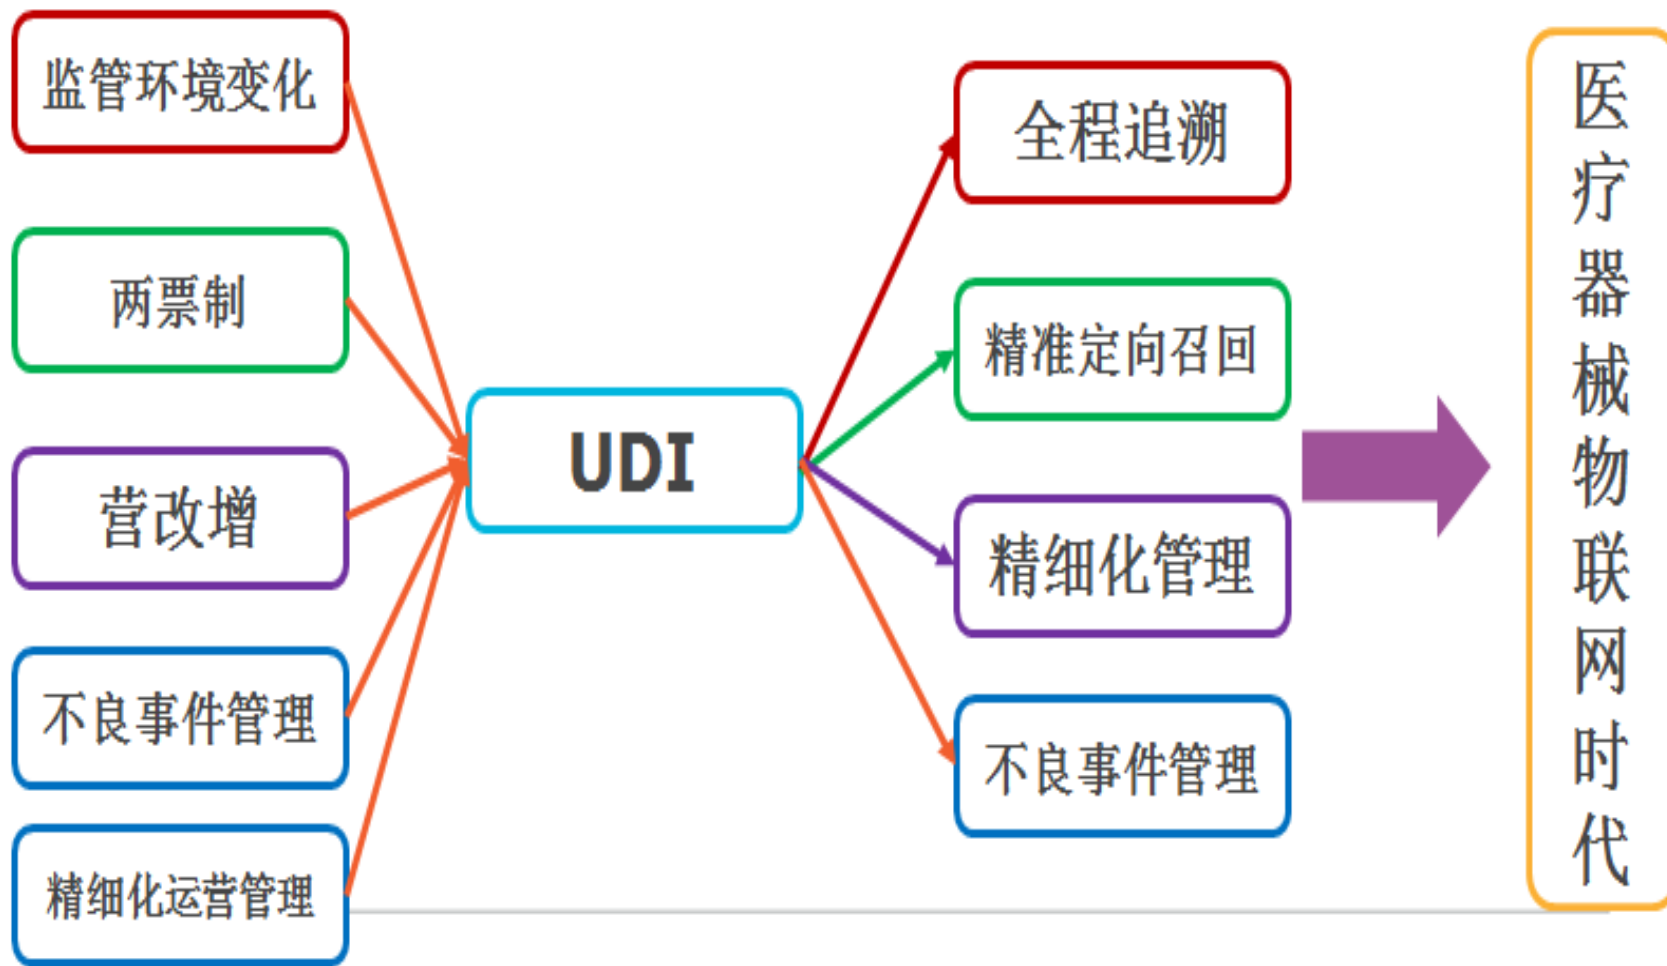 监管环境变化
两票制
营改增
不良事件管理
精细化运营管理
UDI
全程追溯
精准定向召回
精细化管理
不良事件管理
医疗器械物联网时代